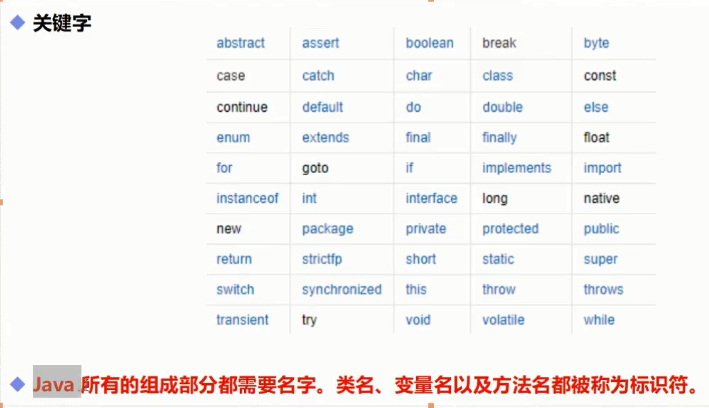 关键字
abstract assert boolean break byte
case catch char class const
continue default do double else
enum extends final finally float
for goto if implements import
instanceof int interface long native
new package private protected public
return strictfp short static super
switch synchronized this throw throws
transient try void volatile while
Java 所有的组成部分都需要名字。类名、变量名以及方法名都被称为标识符。